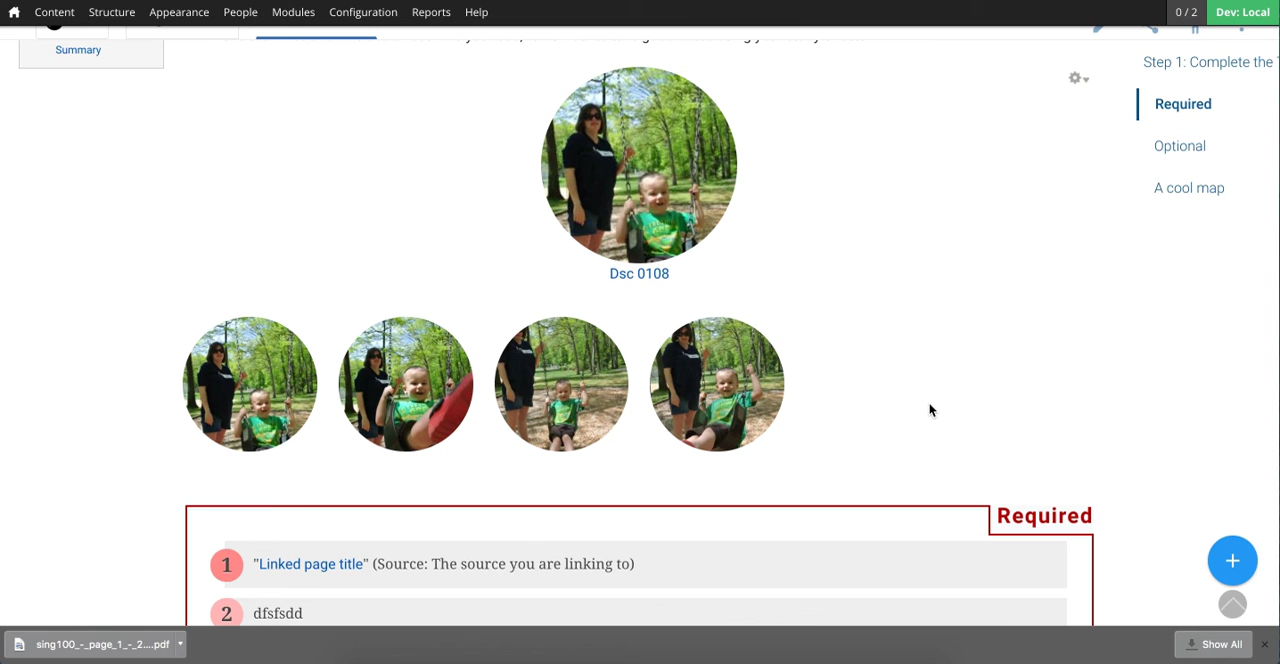 Content Structure Appearance People Modules Configuration Reports Help 0 / 2 Dev: Local
Summary
Step 1: Complete the
Required
Optional
A cool map
Dsc 0108
Required
1 "Linked page title" (Source: The source you are linking to)
2 dfsfsdd
sing100_-_page_1_-_2....pdf Show All